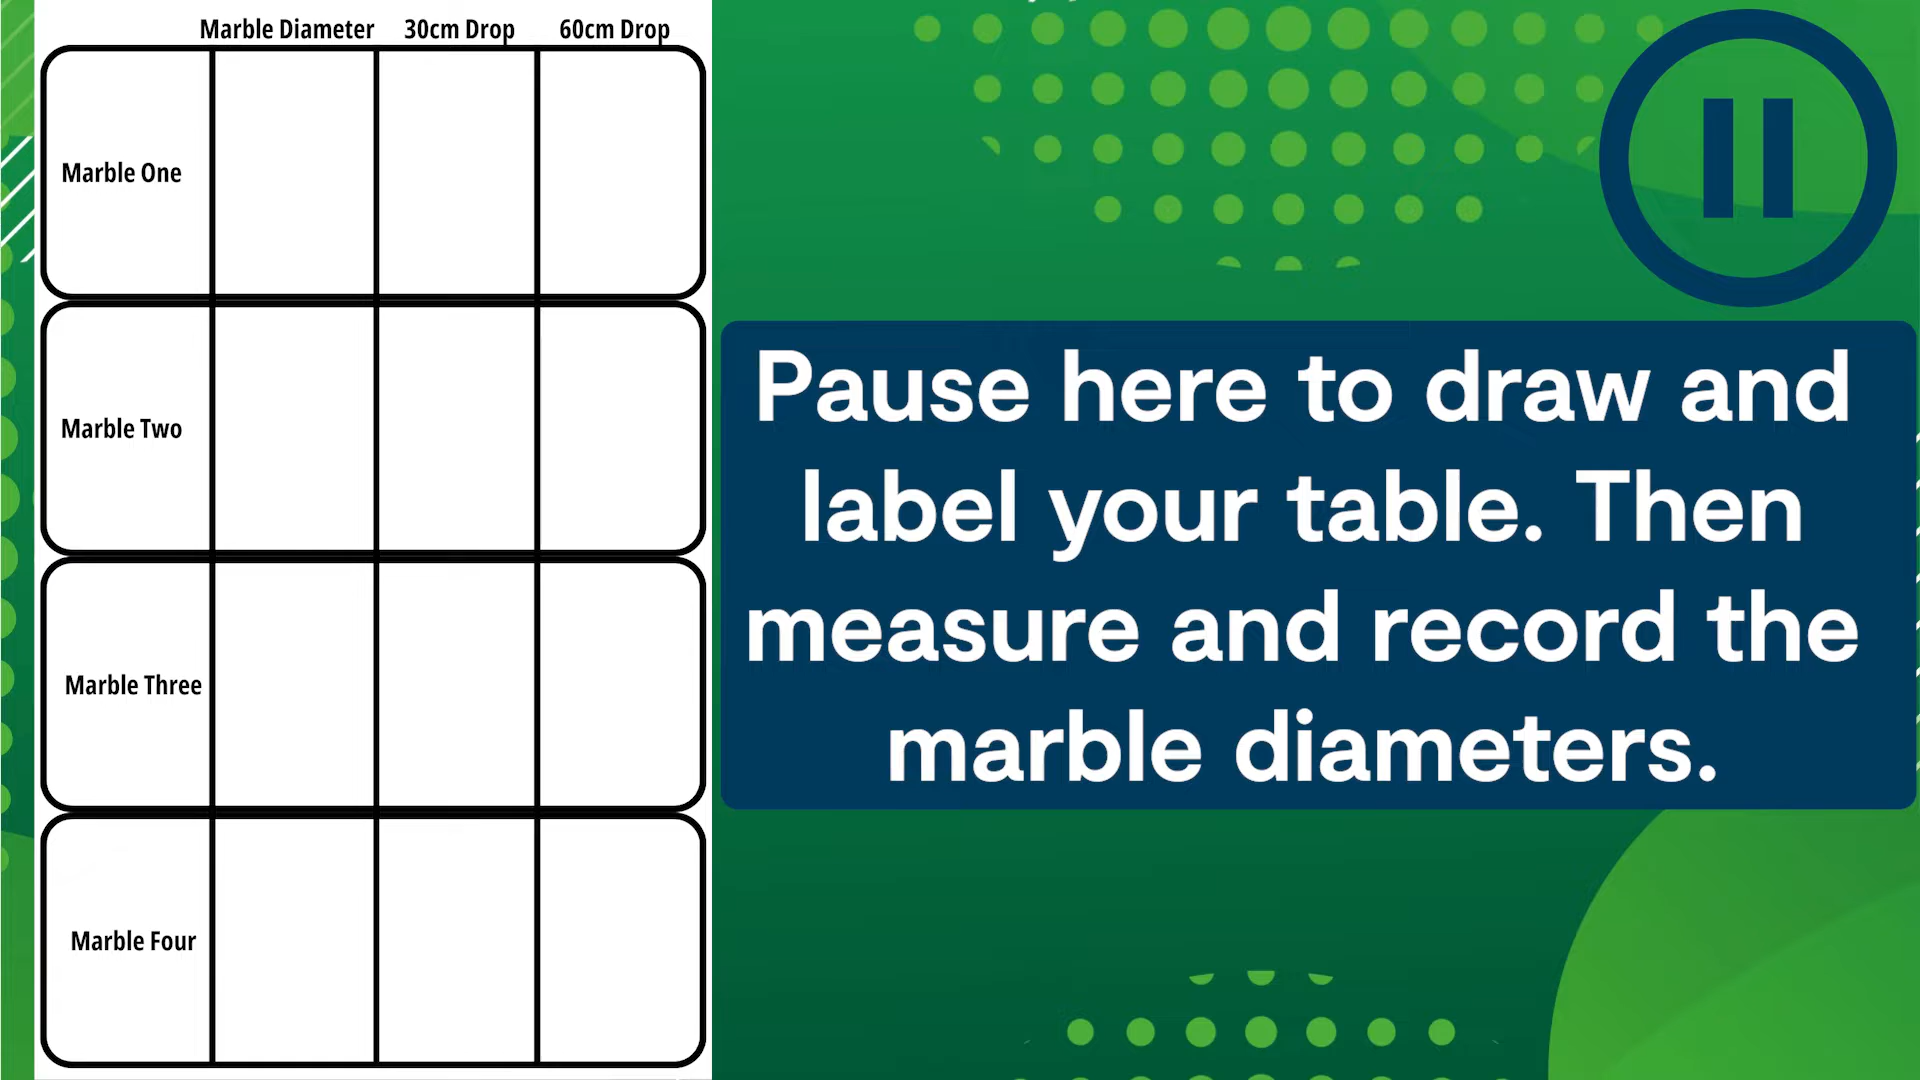 Marble Diameter 30cm Drop 60cm Drop
Marble One
Marble Two
Marble Three
Marble Four
Pause here to draw and
label your table. Then
measure and record the
marble diameters.